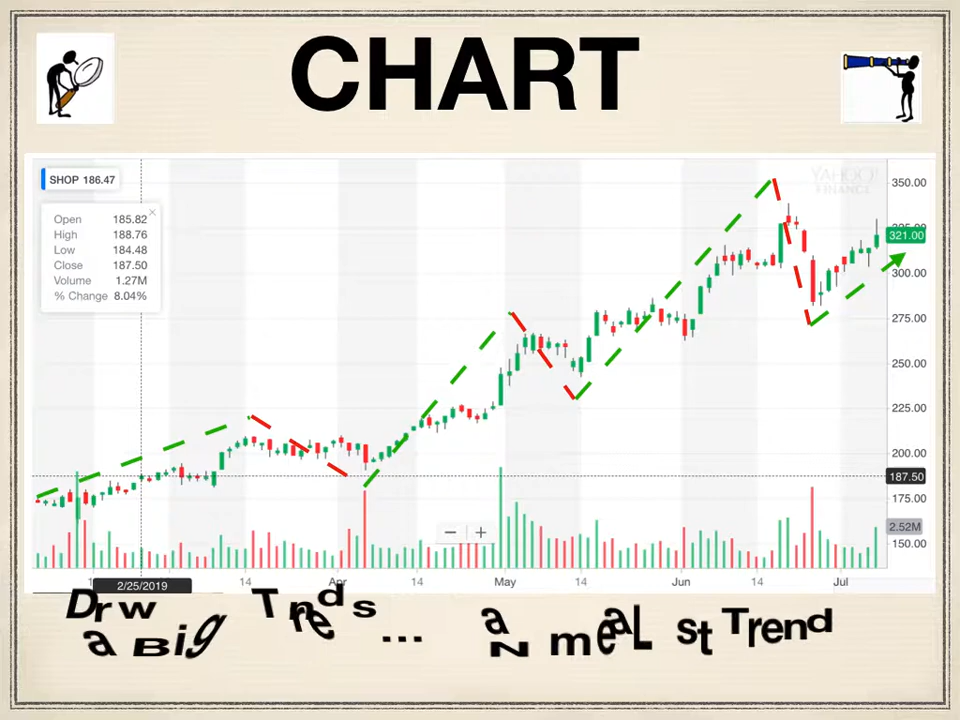 CHART
SHOP 186.47
YAHOO!
FINANCE
Open 185.82
High 188.76
Low 184.48
Close 187.50
Volume 1.27M
% Change 8.04%
350.00
321.00
300.00
275.00
250.00
225.00
200.00
187.50
175.00
2.52M
150.00
2/25/2019
14
Apr
14
May
14
Jun
14
Jul